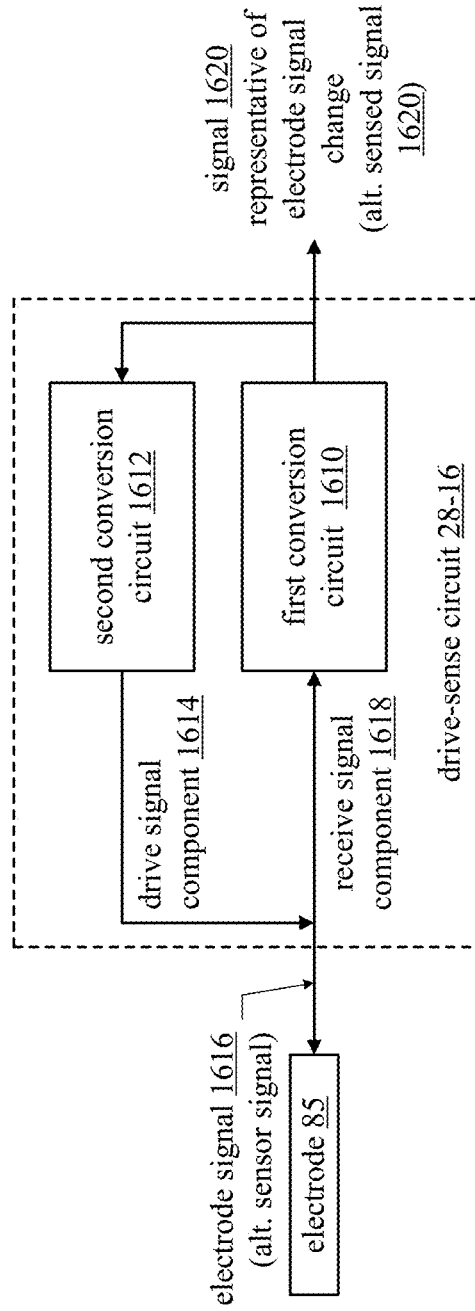 electrode signal 1616
(alt. sensor signal)
electrode 85
drive signal
component 1614
second conversion
circuit 1612
receive signal
component 1618
first conversion
circuit 1610
drive-sense circuit 28-16
signal 1620
representative of
electrode signal
change
(alt. sensed signal
1620)